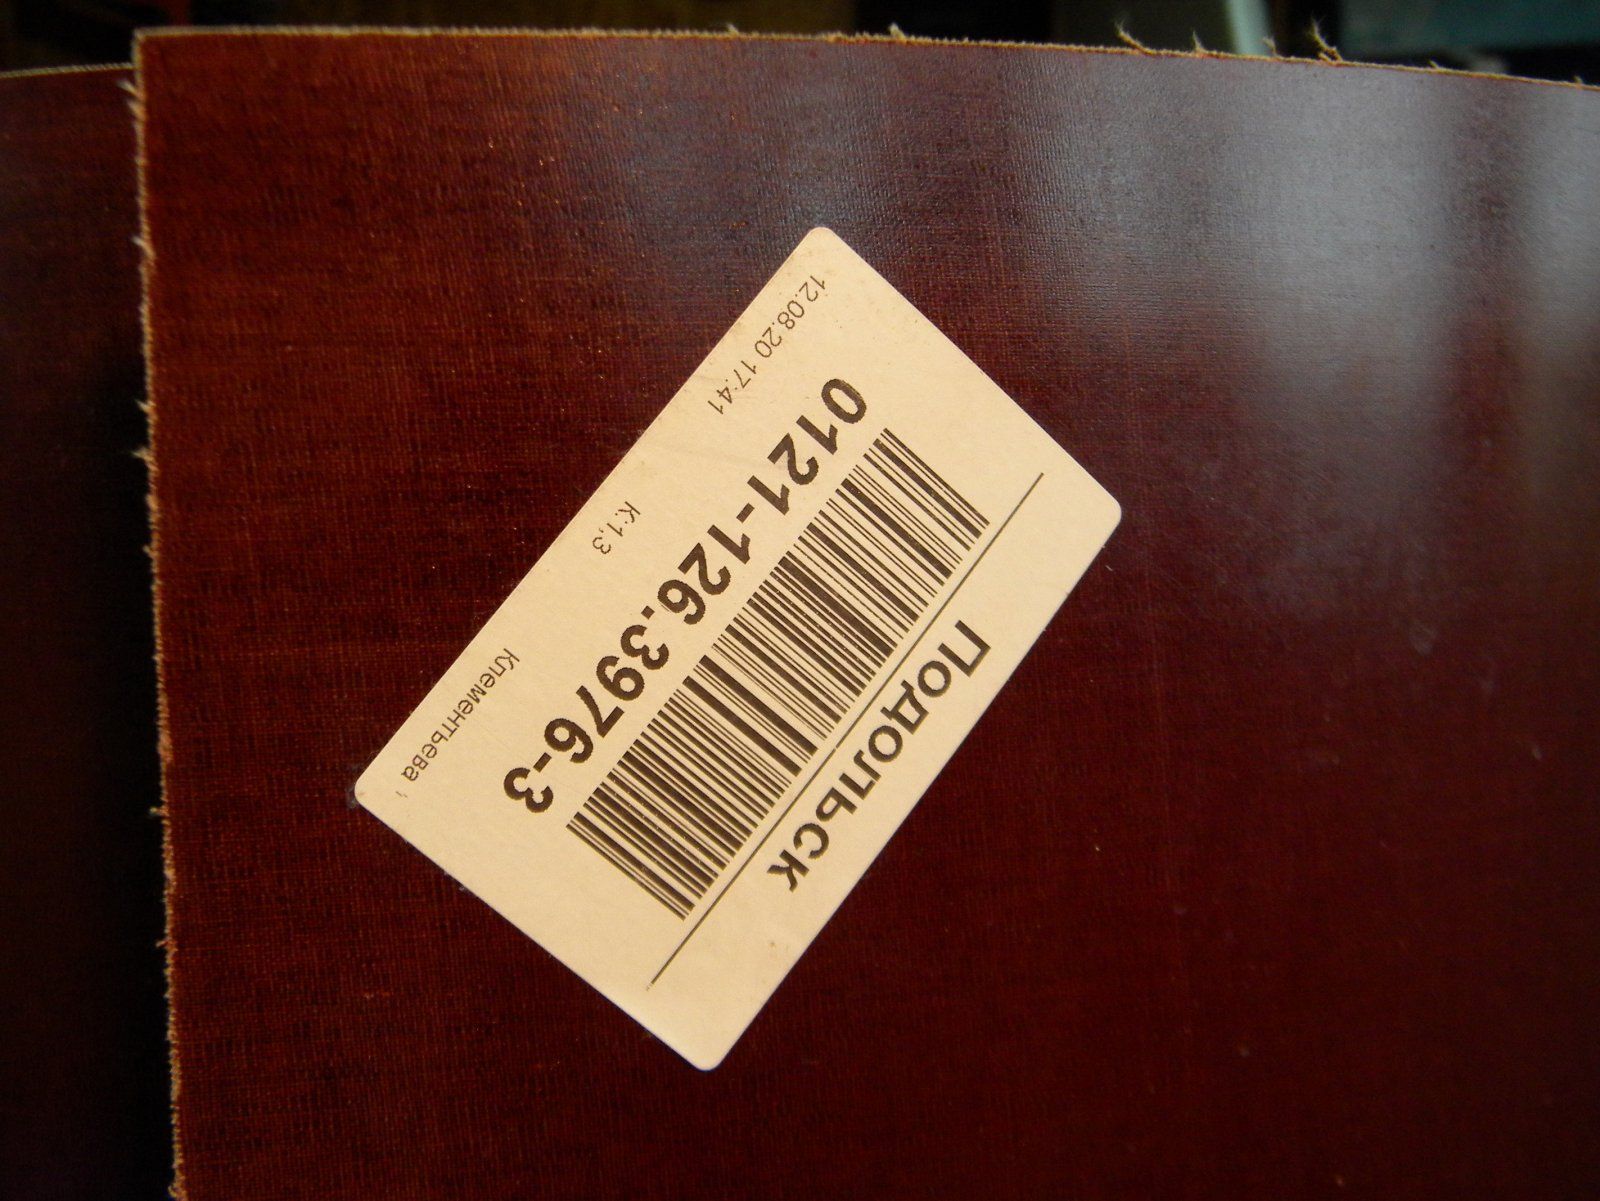 Подольск
0121-126.3976-3
12.08.20 17:41
К:1,3
Клементьева